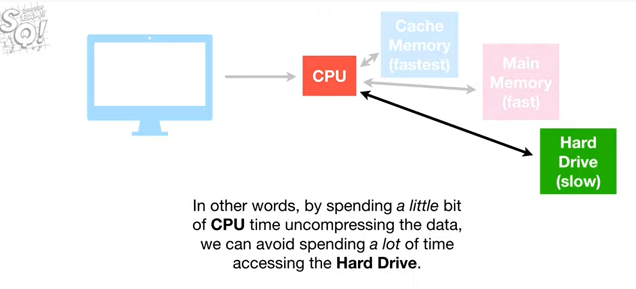 SQ!
Cache
Memory
(fastest)
CPU
Main
Memory
(fast)
Hard
Drive
(slow)
In other words, by spending a little bit
of CPU time uncompressing the data,
we can avoid spending a lot of time
accessing the Hard Drive.